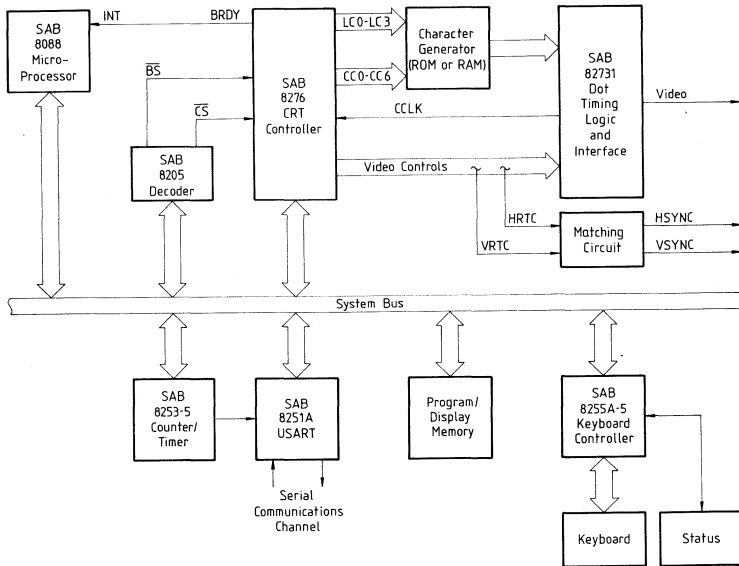 SAB
8088
Micro-
Processor
INT
BRDY
B̅S̅
C̅S̅
SAB
8205
Decoder
SAB
8276
CRT
Controller
LC0-LC3
CC0-CC6
Character
Generator
(ROM or RAM)
CCLK
Video Controls
SAB
82731
Dot
Timing
Logic
and
Interface
Video
HRTC
VRTC
Matching
Circuit
HSYNC
VSYNC
System Bus
SAB
8253-5
Counter/
Timer
SAB
8251A
USART
Serial
Communications
Channel
Program/
Display
Memory
SAB
8255A-5
Keyboard
Controller
Keyboard
Status